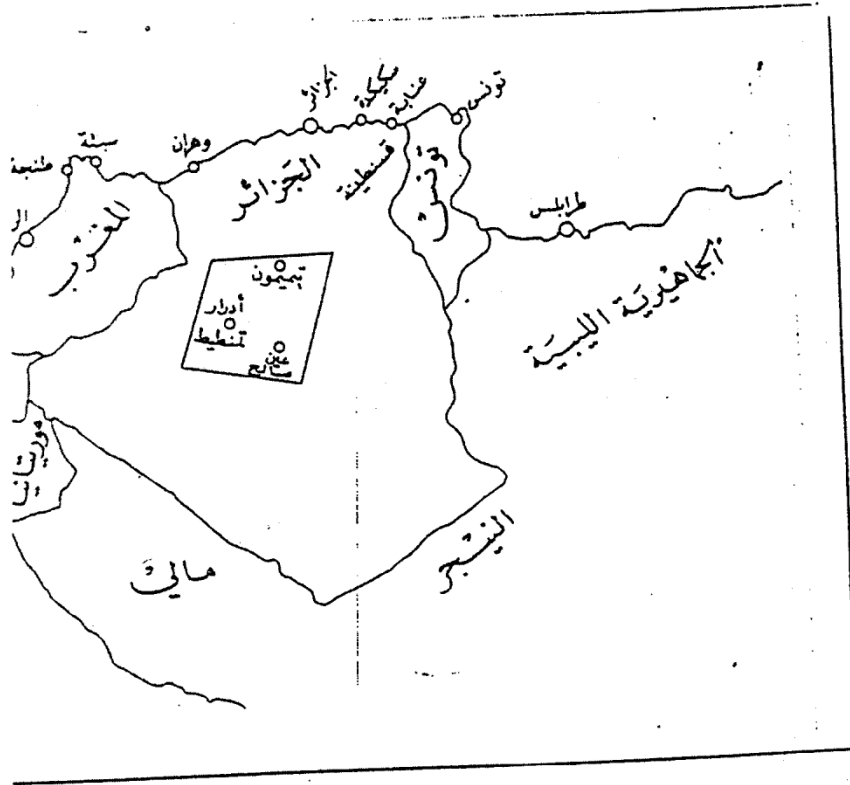 تونس
عنابة
سكيكدة
الجزائر
وهران
سبتة
طنجة
الر
المغرب
الجزائر
قسنطينة
تونس
طرابلس
الجماهيرية الليبية
تيميمون
أدرار
تمنطيط
عين
صالح
موريتانيا
مالي
النيجر